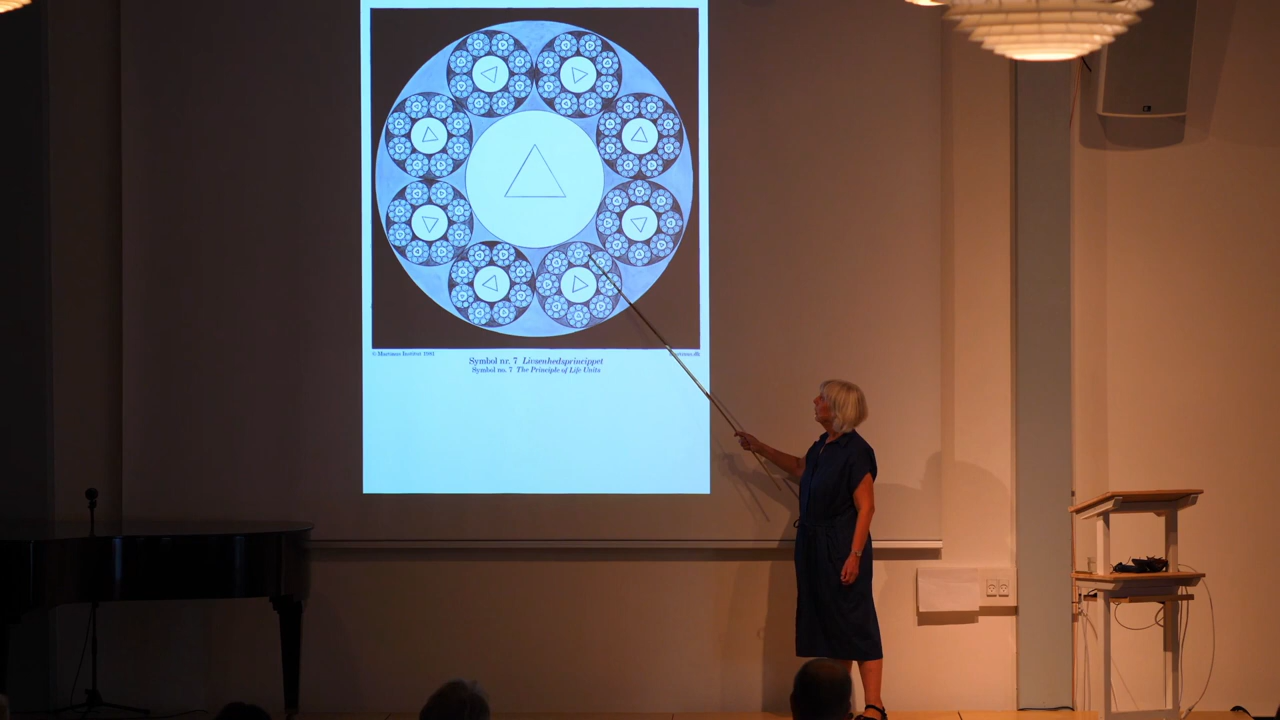 © Martinus Institut 1981
Symbol nr. 7 Livsenhedsprincippet
Symbol no. 7 The Principle of Life Units